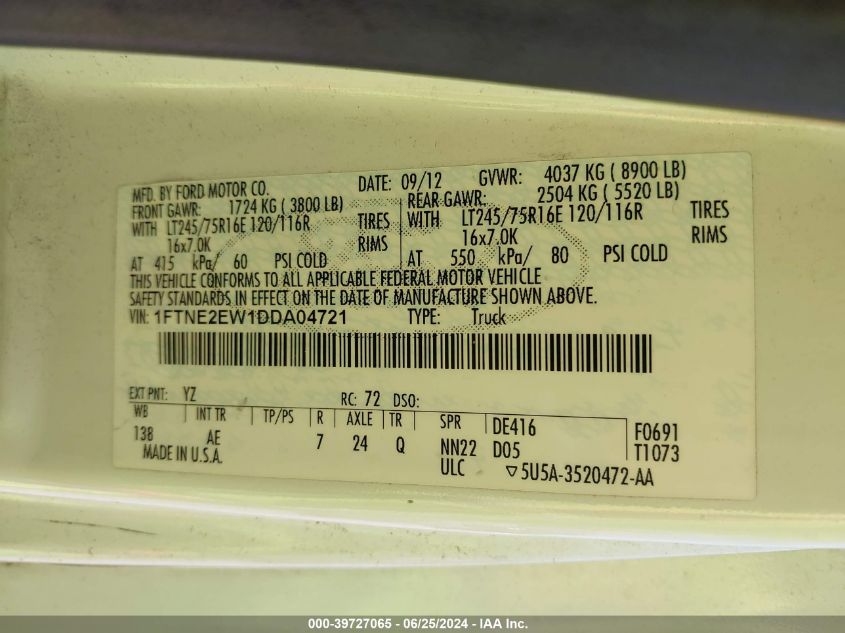 MFD. BY FORD MOTOR CO. DATE: 09/12 GVWR: 4037 KG ( 8900 LB)
FRONT GAWR: 1724 KG ( 3800 LB) REAR GAWR: 2504 KG ( 5520 LB)
WITH LT245/75R16E 120/116R TIRES WITH LT245/75R16E 120/116R TIRES
16x7.0K RIMS 16x7.0K RIMS
AT 415 kPa/ 60 PSI COLD AT 550 kPa/ 80 PSI COLD
THIS VEHICLE CONFORMS TO ALL APPLICABLE FEDERAL MOTOR VEHICLE
SAFETY STANDARDS IN EFFECT ON THE DATE OF MANUFACTURE SHOWN ABOVE.
VIN: 1FTNE2EW1DDA04721 TYPE: Truck
EXT PNT: YZ RC: 72 DSO:
WB INT TR TP/PS R AXLE TR SPR DE416 F0691
138 AE 7 24 Q NN22 D05 T1073
MADE IN U.S.A. ULC ▽5U5A-3520472-AA
000-39727065 - 06/25/2024 - IAA Inc.